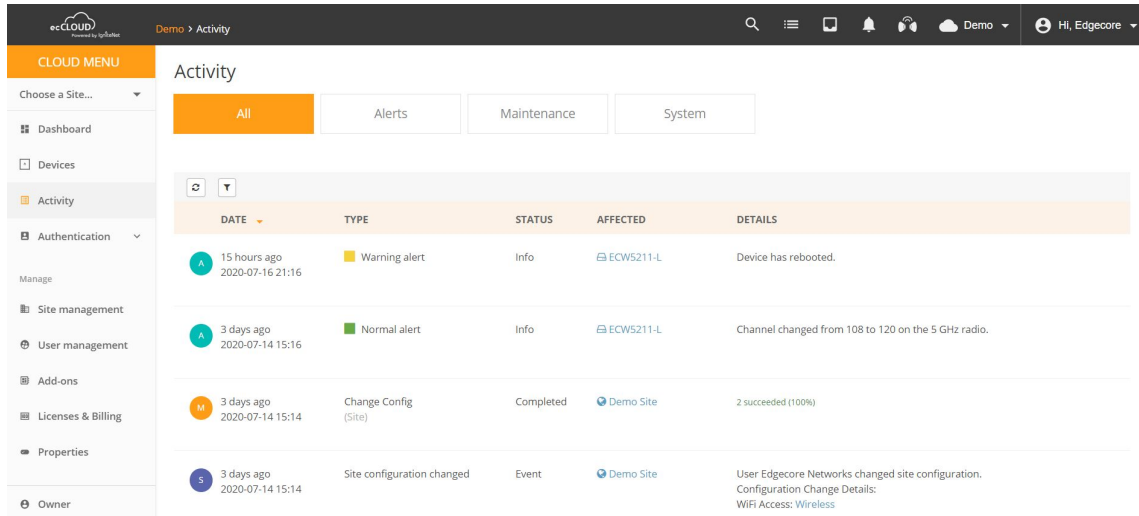 ecCLOUD
Powered by IgniteNet
Demo > Activity
Demo
Hi, Edgecore
CLOUD MENU
Choose a Site...
Dashboard
Devices
Activity
Authentication
Manage
Site management
User management
Add-ons
Licenses & Billing
Properties
Owner
Activity
All
Alerts
Maintenance
System
DATE TYPE STATUS AFFECTED DETAILS
A 15 hours ago Warning alert Info ECW5211-L Device has rebooted.
2020-07-16 21:16
A 3 days ago Normal alert Info ECW5211-L Channel changed from 108 to 120 on the 5 GHz radio.
2020-07-14 15:16
M 3 days ago Change Config Completed Demo Site 2 succeeded (100%)
2020-07-14 15:14 (Site)
S 3 days ago Site configuration changed Event Demo Site User Edgecore Networks changed site configuration.
2020-07-14 15:14 Configuration Change Details:
WiFi Access: Wireless